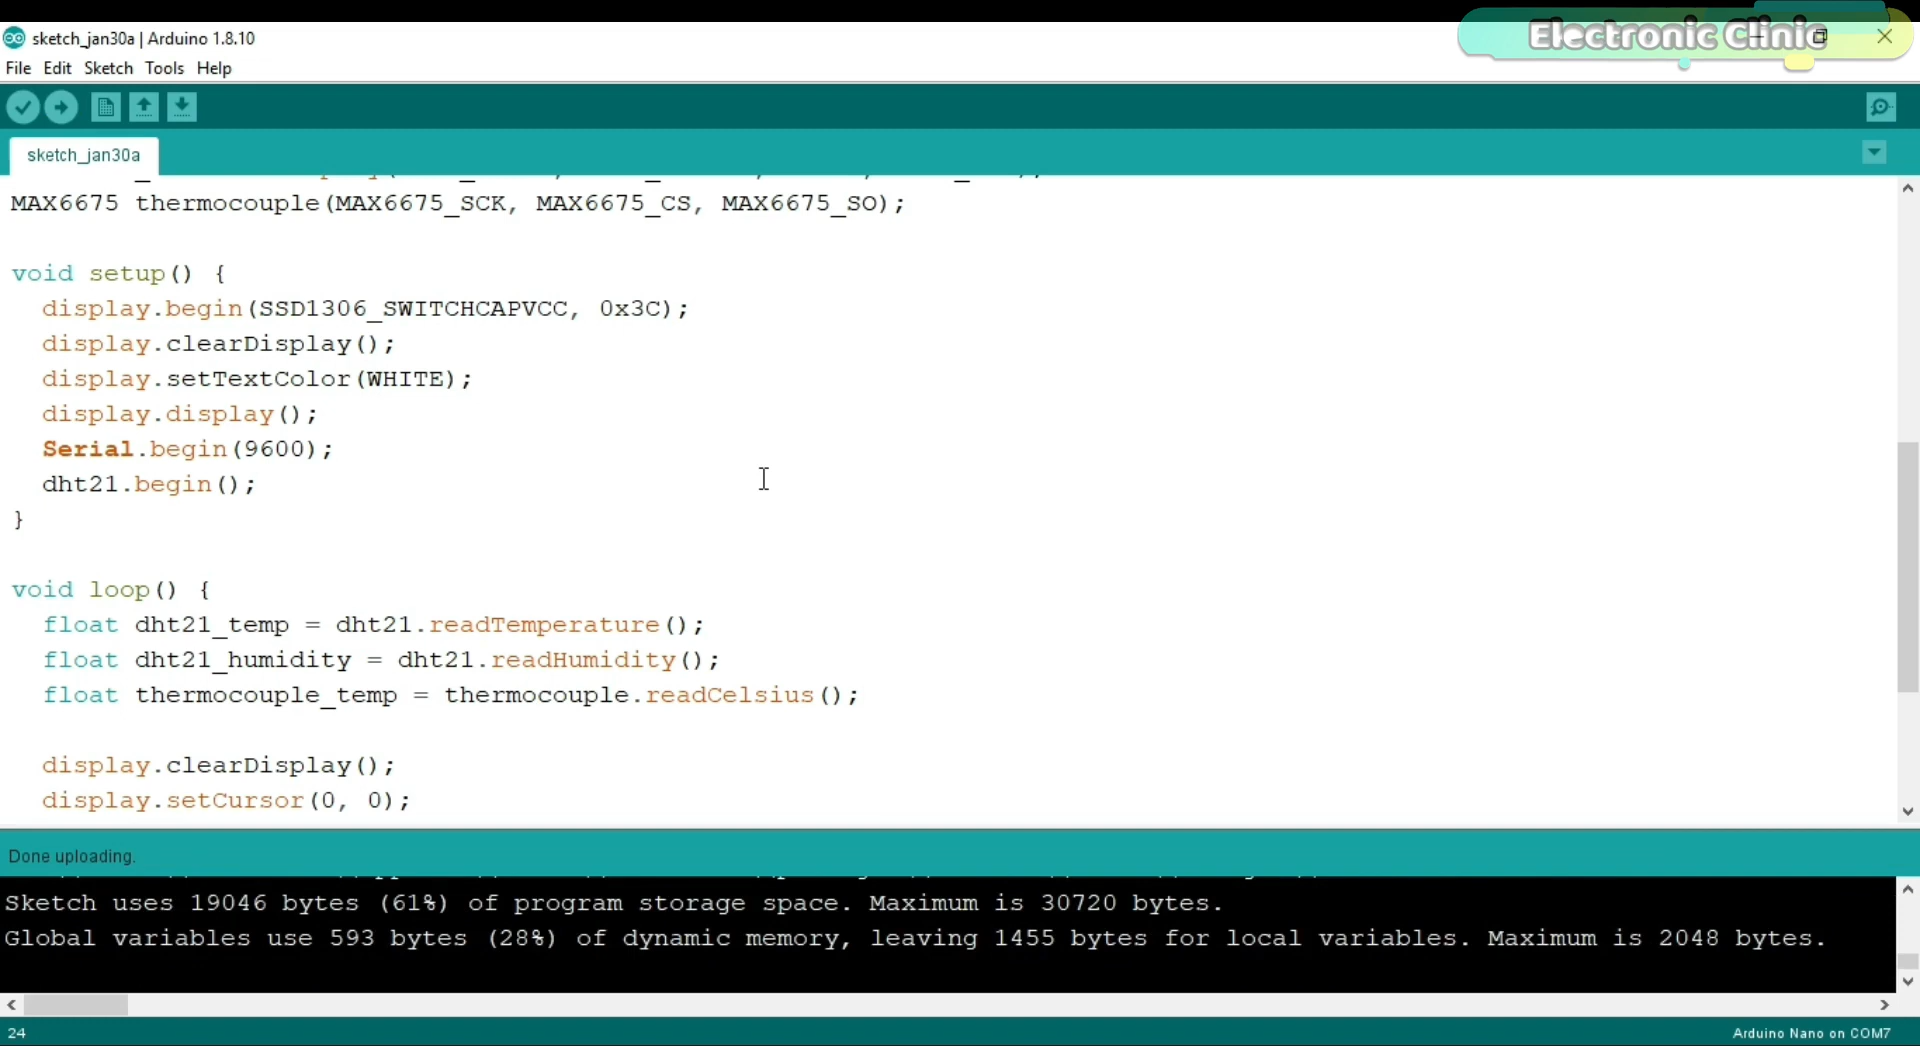 Electronic Clinic
sketch_jan30a | Arduino 1.8.10
File Edit Sketch Tools Help
sketch_jan30a
MAX6675 thermocouple(MAX6675_SCK, MAX6675_CS, MAX6675_SO);
void setup() {
  display.begin(SSD1306_SWITCHCAPVCC, 0x3C);
  display.clearDisplay();
  display.setTextColor(WHITE);
  display.display();
  Serial.begin(9600);
  dht21.begin();
}
void loop() {
  float dht21_temp = dht21.readTemperature();
  float dht21_humidity = dht21.readHumidity();
  float thermocouple_temp = thermocouple.readCelsius();
  display.clearDisplay();
  display.setCursor(0, 0);
Done uploading.
Sketch uses 19046 bytes (61%) of program storage space. Maximum is 30720 bytes.
Global variables use 593 bytes (28%) of dynamic memory, leaving 1455 bytes for local variables. Maximum is 2048 bytes.
24
Arduino Nano on COM7